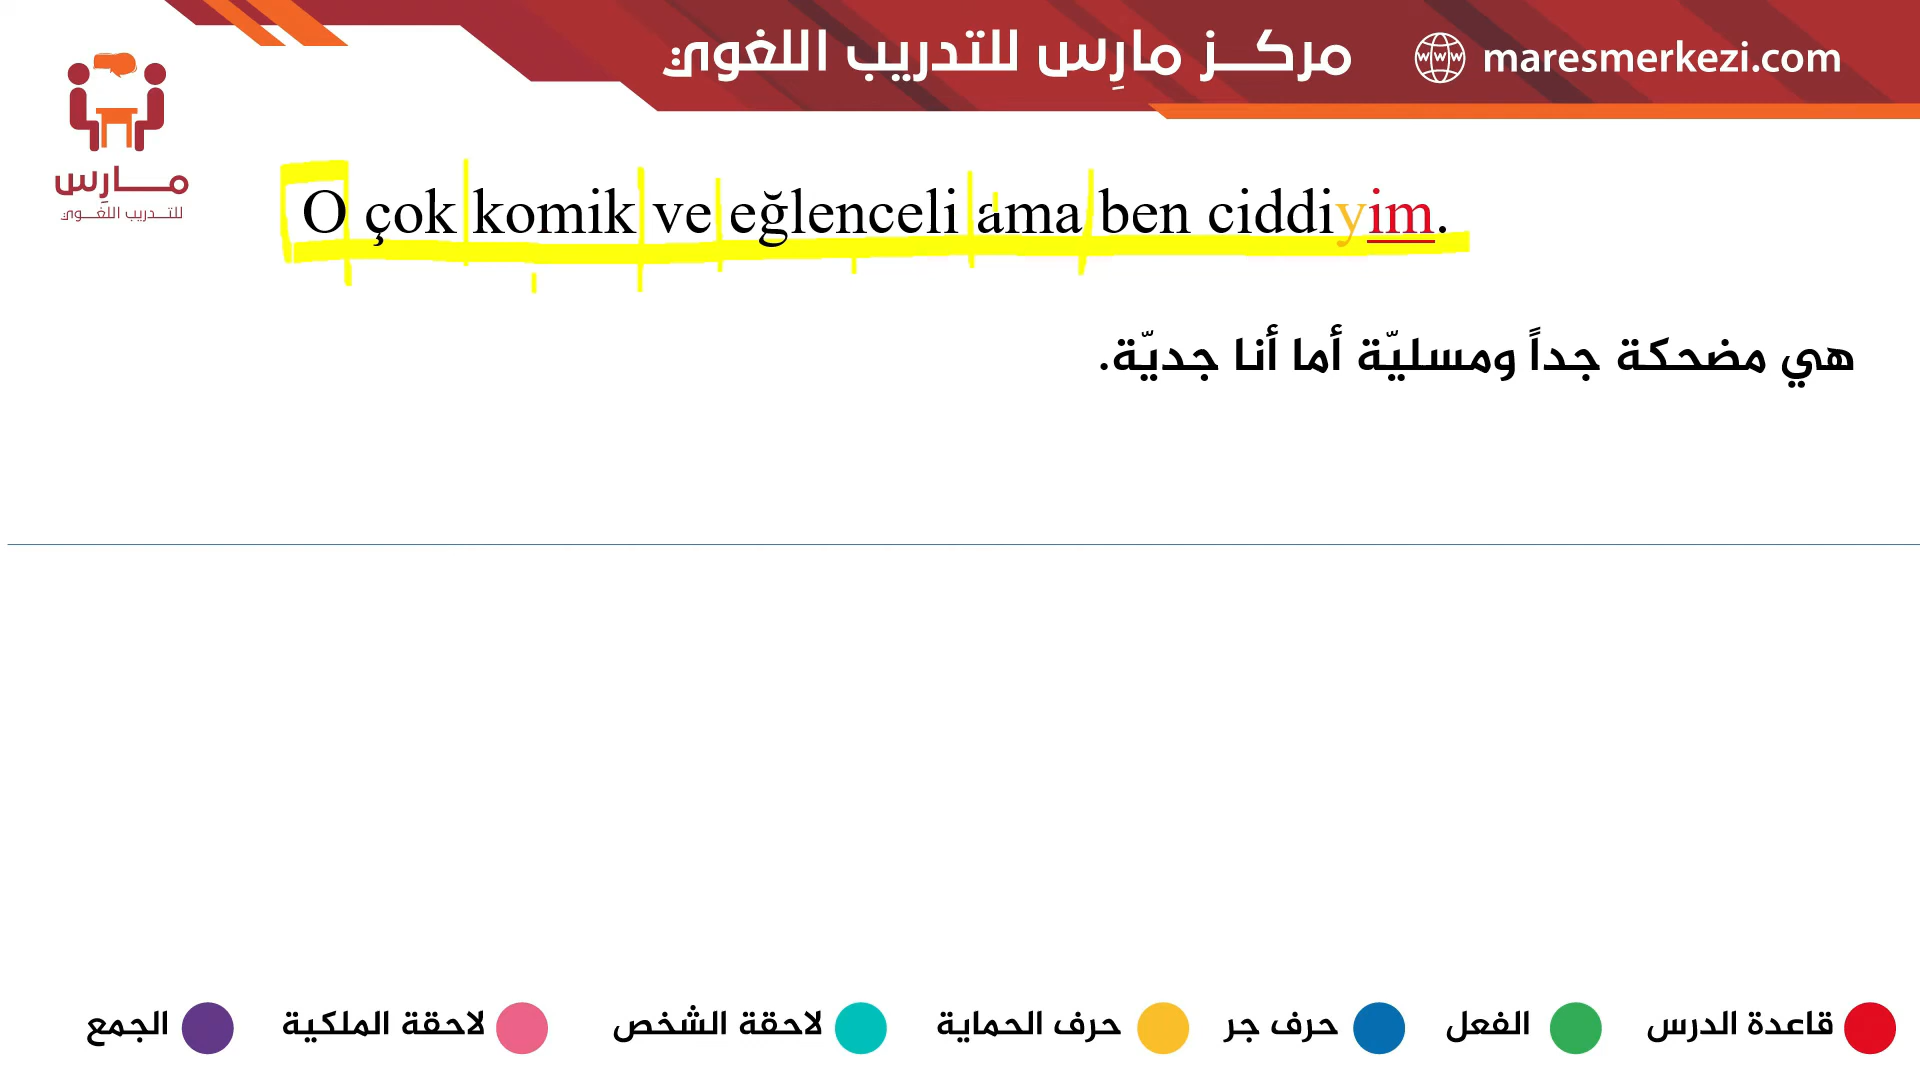 مركـــز مارِس للتدريب اللغوي
www maresmerkezi.com
مـــارِس
للتـــدريب اللغـــوي
O çok komik ve eğlenceli ama ben ciddiyim.
هي مضحكة جداً ومسليّة أما أنا جديّة.
قاعدة الدرس
الفعل
حرف جر
حرف الحماية
لاحقة الشخص
لاحقة الملكية
الجمع